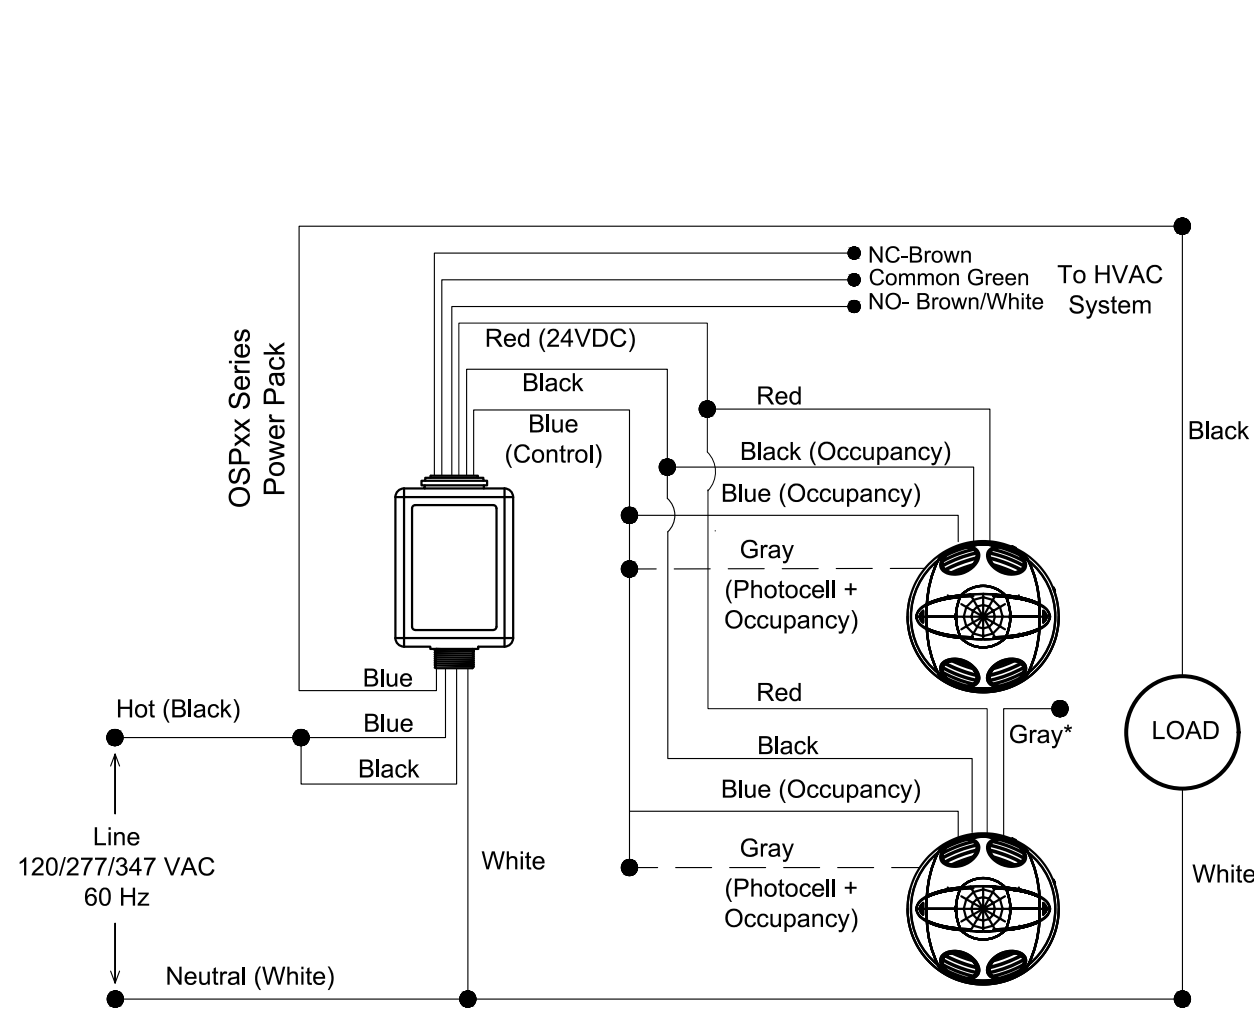 NC-Brown
Common Green
NO- Brown/White
To HVAC
System
OSPxx Series
Power Pack
Red (24VDC)
Black
Blue
(Control)
Red
Black (Occupancy)
Blue (Occupancy)
Gray
(Photocell +
Occupancy)
Black
Blue
Hot (Black)
Blue
Black
Red
Gray*
LOAD
Black
Blue (Occupancy)
Line
120/277/347 VAC
60 Hz
White
Gray
(Photocell +
Occupancy)
White
Neutral (White)